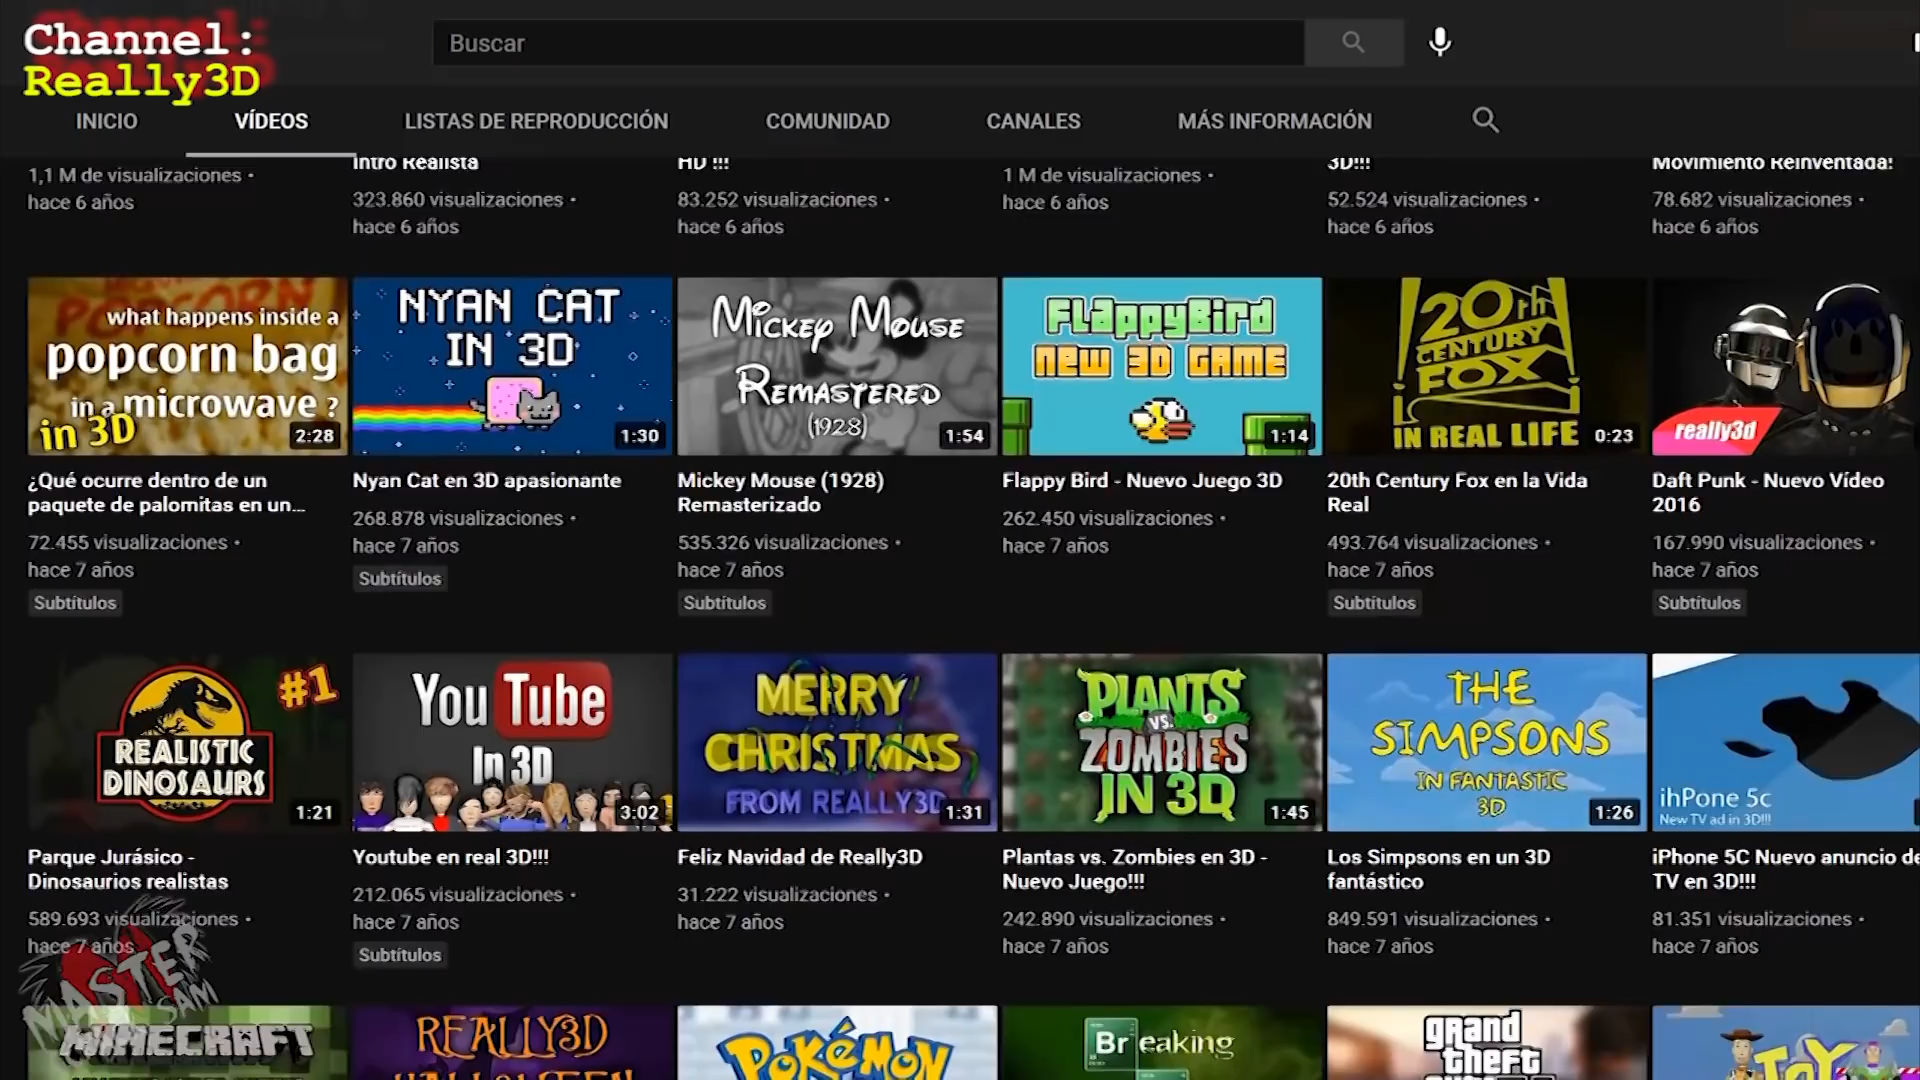 Channel:
Really3D
Buscar
INICIO
VÍDEOS
LISTAS DE REPRODUCCIÓN
COMUNIDAD
CANALES
MÁS INFORMACIÓN
1,1 M de visualizaciones •
hace 6 años
Intro Realista
323.860 visualizaciones •
hace 6 años
HD !!!
83.252 visualizaciones •
hace 6 años
1 M de visualizaciones •
hace 6 años
3D!!!
52.524 visualizaciones •
hace 6 años
Movimiento Reinventada!
78.682 visualizaciones •
hace 6 años
POPCORN
what happens inside a
popcorn bag
in a microwave ?
in 3D
2:28
NYAN CAT
IN 3D
1:30
Mickey Mouse
Remastered
(1928)
1:54
FlappyBird
NEW 3D GAME
1:14
20th
CENTURY
FOX
IN REAL LIFE
0:23
really3d
¿Qué ocurre dentro de un
paquete de palomitas en un...
72.455 visualizaciones •
hace 7 años
Subtítulos
Nyan Cat en 3D apasionante
268.878 visualizaciones •
hace 7 años
Subtítulos
Mickey Mouse (1928)
Remasterizado
535.326 visualizaciones •
hace 7 años
Subtítulos
Flappy Bird - Nuevo Juego 3D
262.450 visualizaciones •
hace 7 años
20th Century Fox en la Vida
Real
493.764 visualizaciones •
hace 7 años
Subtítulos
Daft Punk - Nuevo Vídeo
2016
167.990 visualizaciones •
hace 7 años
Subtítulos
#1
REALISTIC
DINOSAURS
1:21
YouTube
In 3D
3:02
MERRY
CHRISTMAS
FROM REALLY3D
1:31
PLANTS
VS.
ZOMBIES
IN 3D
1:45
THE
SIMPSONS
IN FANTASTIC
3D
1:26
ihPone 5c
New TV ad in 3D!!!
Parque Jurásico -
Dinosaurios realistas
589.693 visualizaciones •
hace 7 años
Youtube en real 3D!!!
212.065 visualizaciones •
hace 7 años
Subtítulos
Feliz Navidad de Really3D
31.222 visualizaciones •
hace 7 años
Plantas vs. Zombies en 3D -
Nuevo Juego!!!
242.890 visualizaciones •
hace 7 años
Los Simpsons en un 3D
fantástico
849.591 visualizaciones •
hace 7 años
iPhone 5C Nuevo anuncio de
TV en 3D!!!
81.351 visualizaciones •
hace 7 años
MASTER
SAM
MINECRAFT
REALLY3D
HALLOWEEN
POKéMON
Breaking
grand
theft
TOY